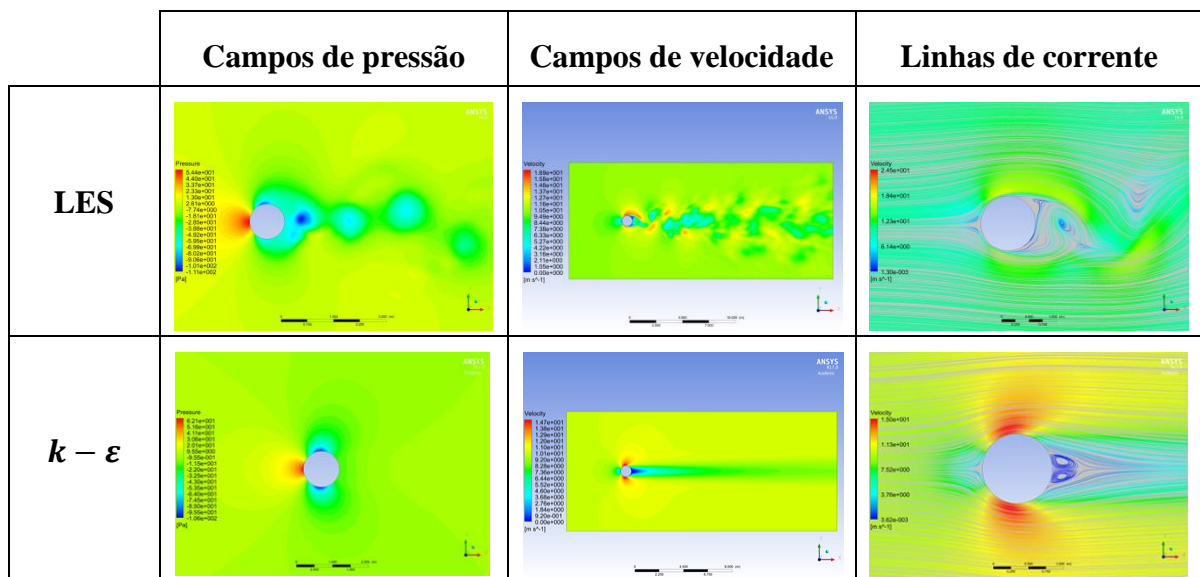 Campos de pressão
Campos de velocidade
Linhas de corrente
LES
ANSYS
Pressure
5.44e+001
4.40e+001
3.37e+001
2.33e+001
1.30e+001
2.61e+000
-7.74e+000
-1.81e+001
-2.85e+001
-3.88e+001
-4.92e+001
-5.95e+001
-6.99e+001
-8.02e+001
-9.06e+001
-1.01e+002
-1.11e+002
[Pa]
ANSYS
Velocity
1.69e+001
1.58e+001
1.48e+001
1.37e+001
1.27e+001
1.16e+001
1.05e+001
9.49e+000
8.44e+000
7.38e+000
6.33e+000
5.27e+000
4.22e+000
3.16e+000
2.11e+000
1.05e+000
0.00e+000
[m s^-1]
ANSYS
Velocity
2.45e+001
1.84e+001
1.23e+001
6.14e+000
1.30e-003
[m s^-1]
k − ε
ANSYS
Pressure
6.21e+001
5.16e+001
4.11e+001
3.06e+001
2.01e+001
9.55e+000
-9.55e-001
-1.15e+001
-2.20e+001
-3.25e+001
-4.30e+001
-5.35e+001
-6.40e+001
-7.45e+001
-8.50e+001
-9.55e+001
-1.06e+002
[Pa]
ANSYS
Academic
Velocity
1.47e+001
1.38e+001
1.29e+001
1.20e+001
1.10e+001
1.01e+001
9.20e+000
8.28e+000
7.36e+000
6.44e+000
5.52e+000
4.60e+000
3.68e+000
2.76e+000
1.84e+000
9.20e-001
0.00e+000
[m s^-1]
ANSYS
Velocity
1.50e+001
1.13e+001
7.52e+000
3.76e+000
3.62e-003
[m s^-1]